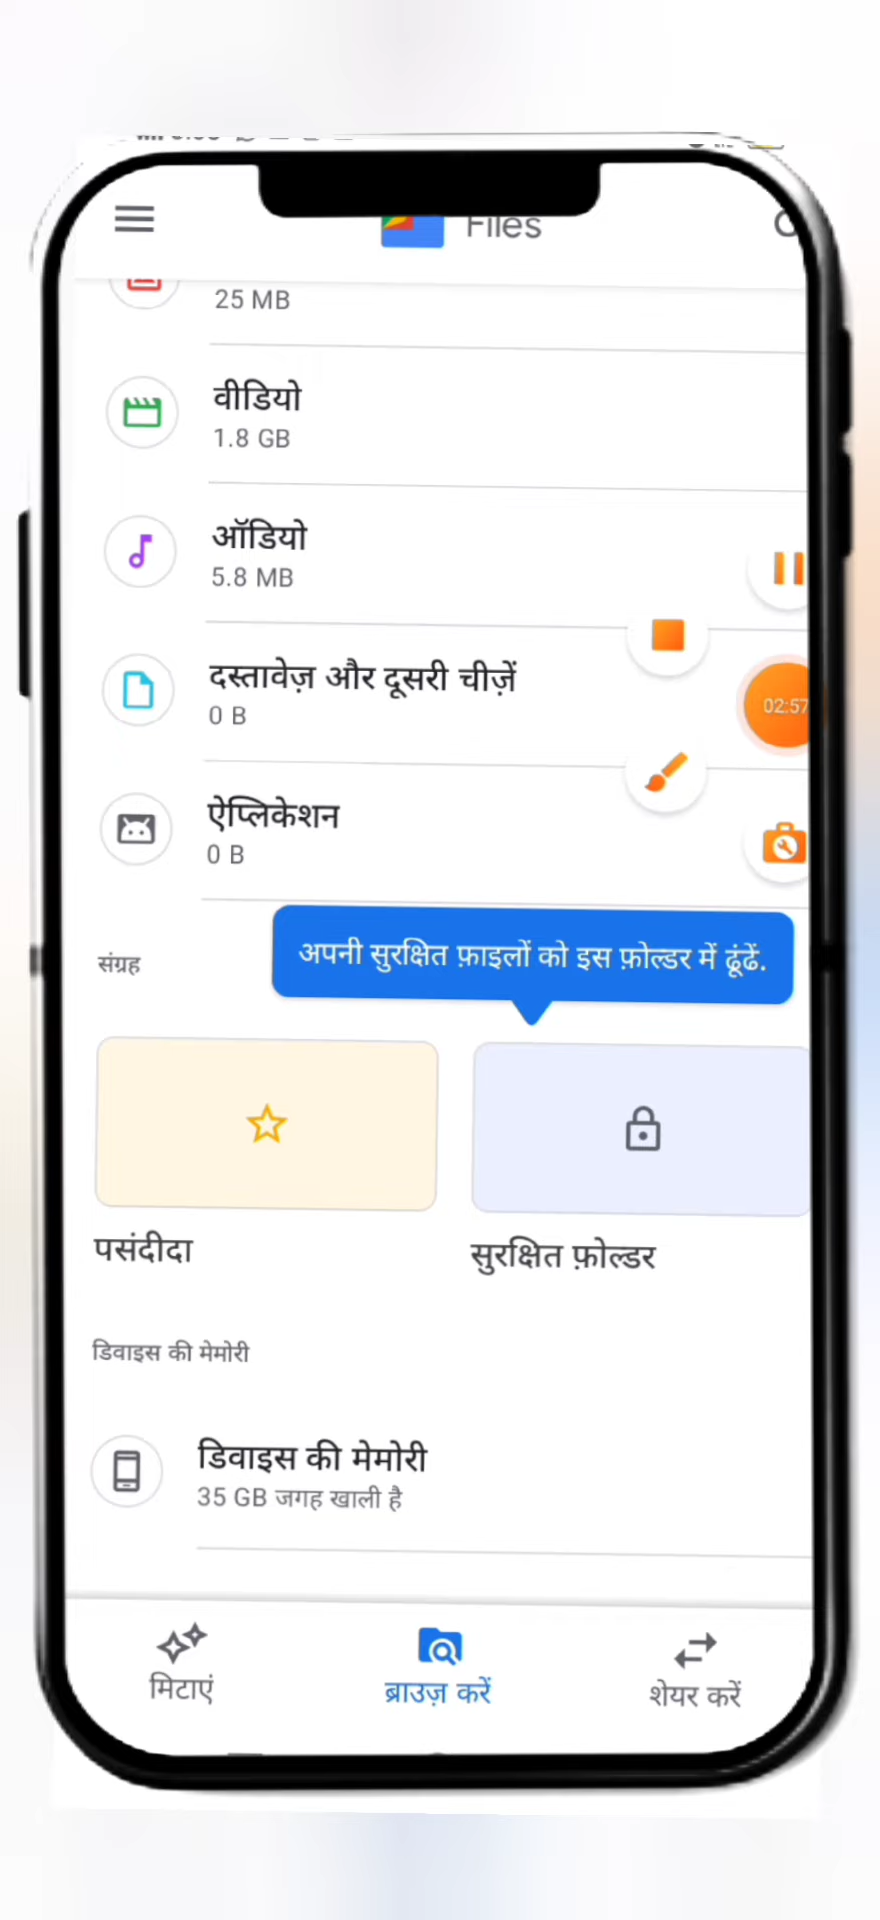 Files
25 MB
वीडियो
1.8 GB
ऑडियो
5.8 MB
दस्तावेज़ और दूसरी चीज़ें
0 B
02:57
ऐप्लिकेशन
0 B
अपनी सुरक्षित फ़ाइलों को इस फ़ोल्डर में ढूंढें.
संग्रह
पसंदीदा
सुरक्षित फ़ोल्डर
डिवाइस की मेमोरी
डिवाइस की मेमोरी
35 GB जगह खाली है
मिटाएं
ब्राउज़ करें
शेयर करें